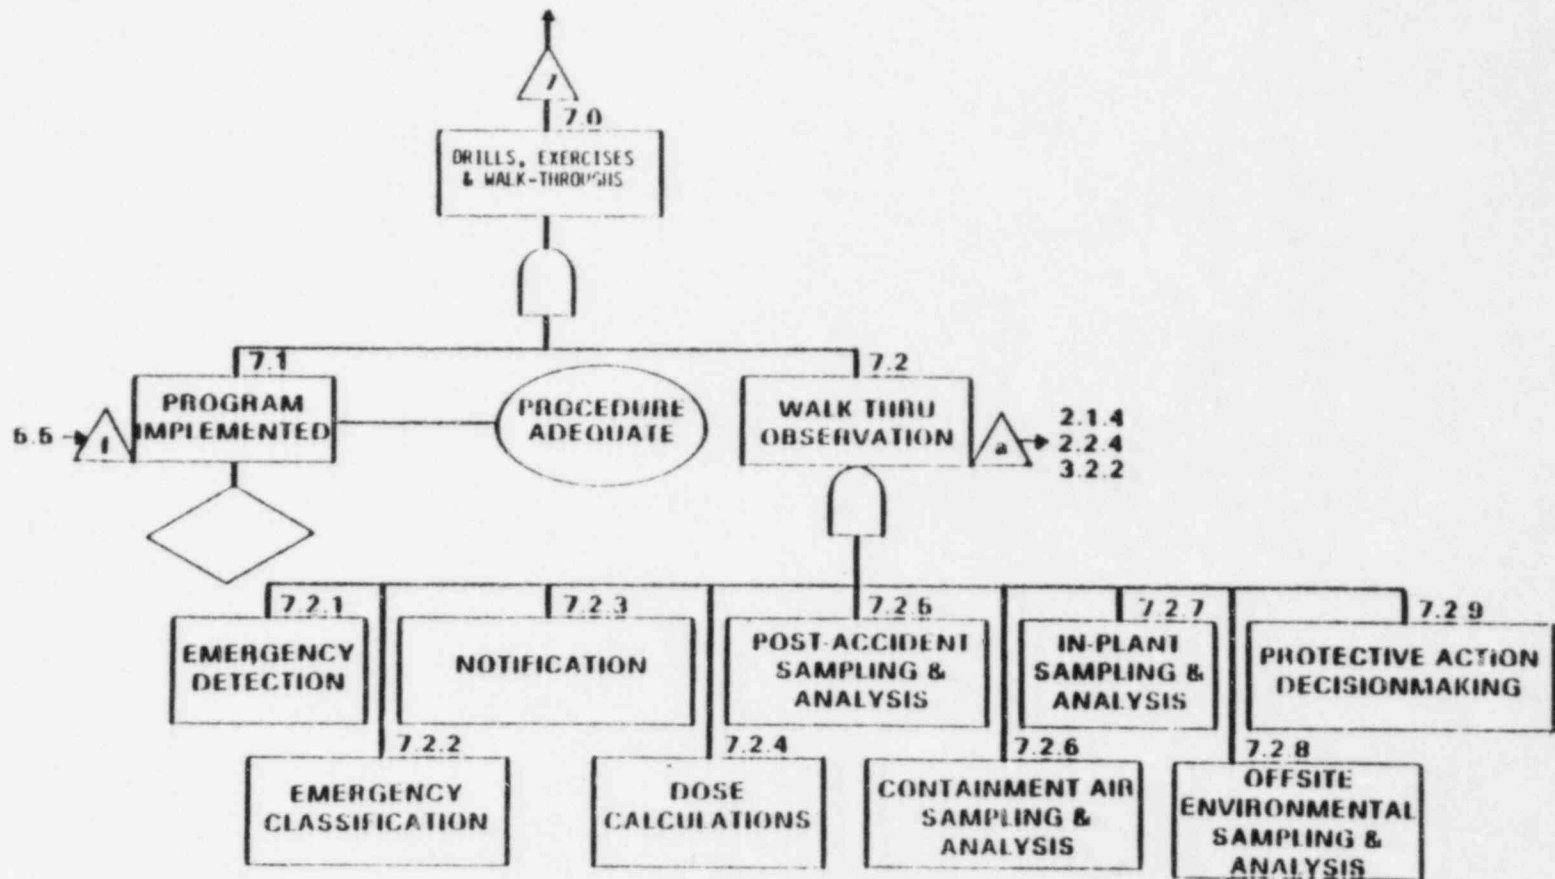 7
7.0
DRILLS, EXERCISES
& WALK-THROUGHS
7.1
PROGRAM
IMPLEMENTED
5.5
f
PROCEDURE
ADEQUATE
7.2
WALK THRU
OBSERVATION
a
2.1.4
2.2.4
3.2.2
7.2.1
EMERGENCY
DETECTION
7.2.3
NOTIFICATION
7.2.5
POST-ACCIDENT
SAMPLING &
ANALYSIS
7.2.7
IN-PLANT
SAMPLING &
ANALYSIS
7.2.9
PROTECTIVE ACTION
DECISIONMAKING
7.2.2
EMERGENCY
CLASSIFICATION
7.2.4
DOSE
CALCULATIONS
7.2.6
CONTAINMENT AIR
SAMPLING &
ANALYSIS
7.2.8
OFFSITE
ENVIRONMENTAL
SAMPLING &
ANALYSIS